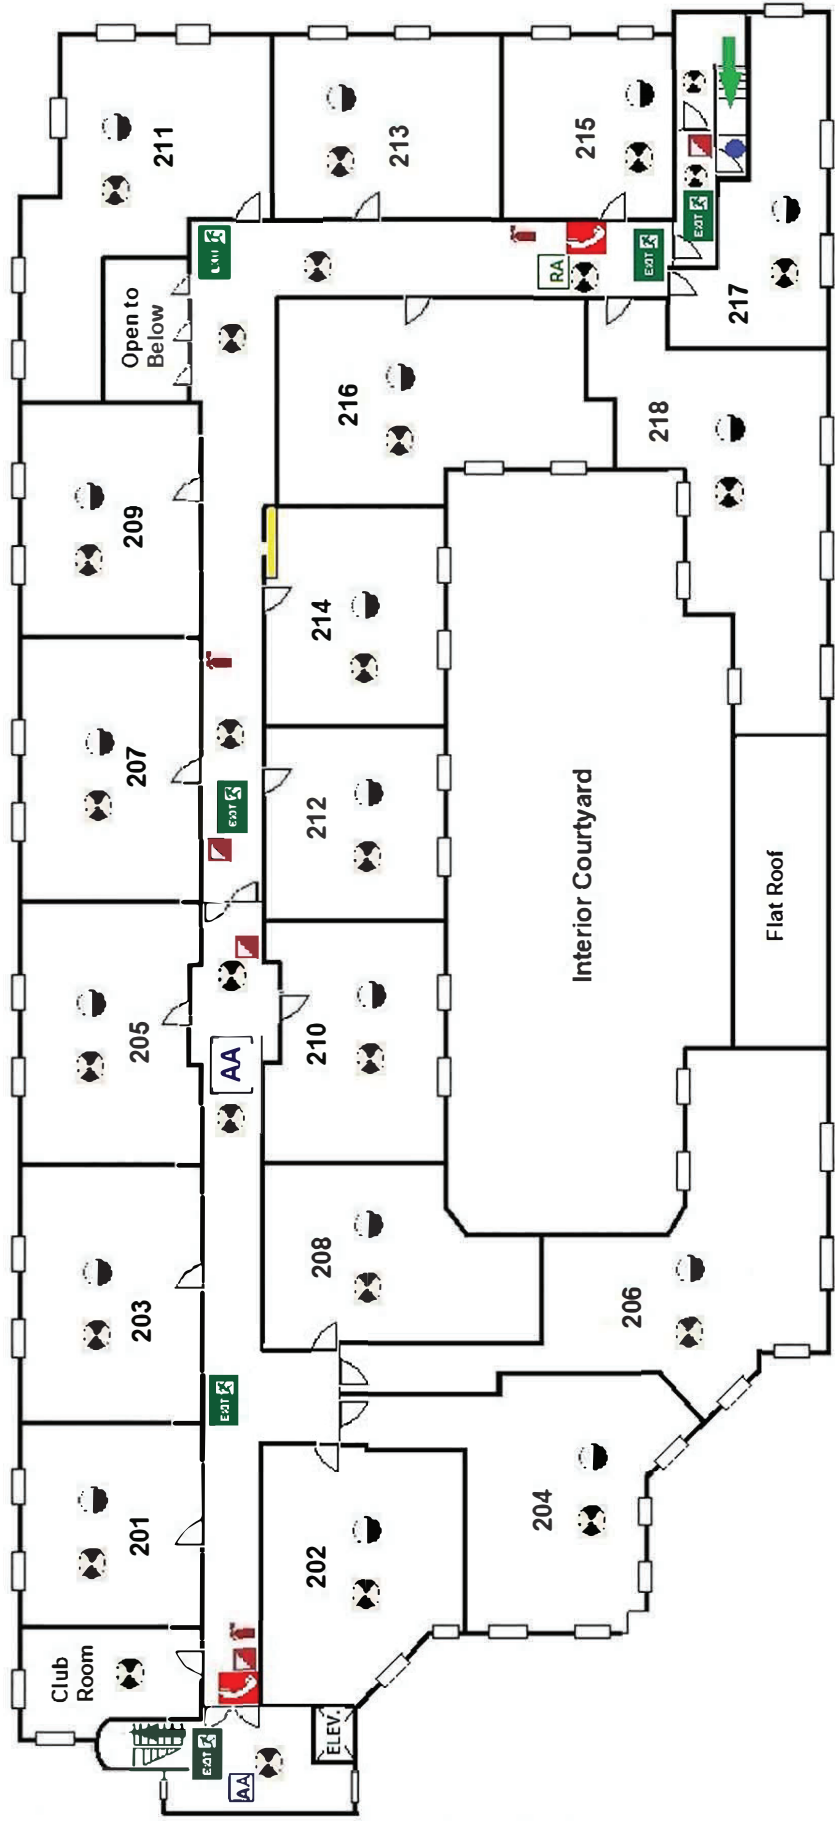 211
213
215
EXIT
EXIT
RA
EXIT
217
Open to
Below
216
218
209
214
207
212
EXIT
Interior Courtyard
Flat Roof
205
210
AA
208
203
206
EXIT
201
202
204
Club
Room
ELEV.
EXIT
AA